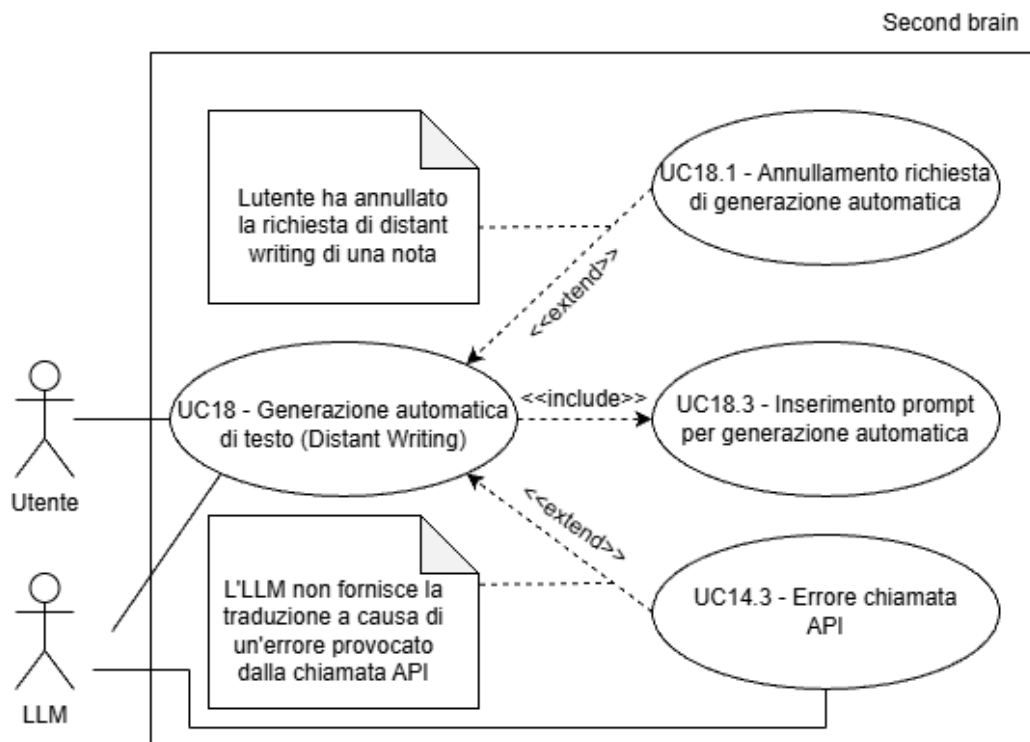 Second brain
Lutente ha annullato
la richiesta di distant
writing di una nota
UC18.1 - Annullamento richiesta
di generazione automatica
<<extend>>
UC18 - Generazione automatica
di testo (Distant Writing)
<<include>>
UC18.3 - Inserimento prompt
per generazione automatica
Utente
<<extend>>
L'LLM non fornisce la
traduzione a causa di
un'errore provocato
dalla chiamata API
UC14.3 - Errore chiamata
API
LLM